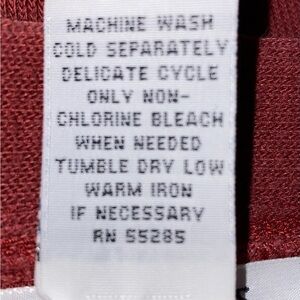 MACHINE WASH
COLD SEPARATELY
DELICATE CYCLE
ONLY NON-
CHLORINE BLEACH
WHEN NEEDED
TUMBLE DRY LOW
WARM IRON
IF NECESSARY
RN 55285